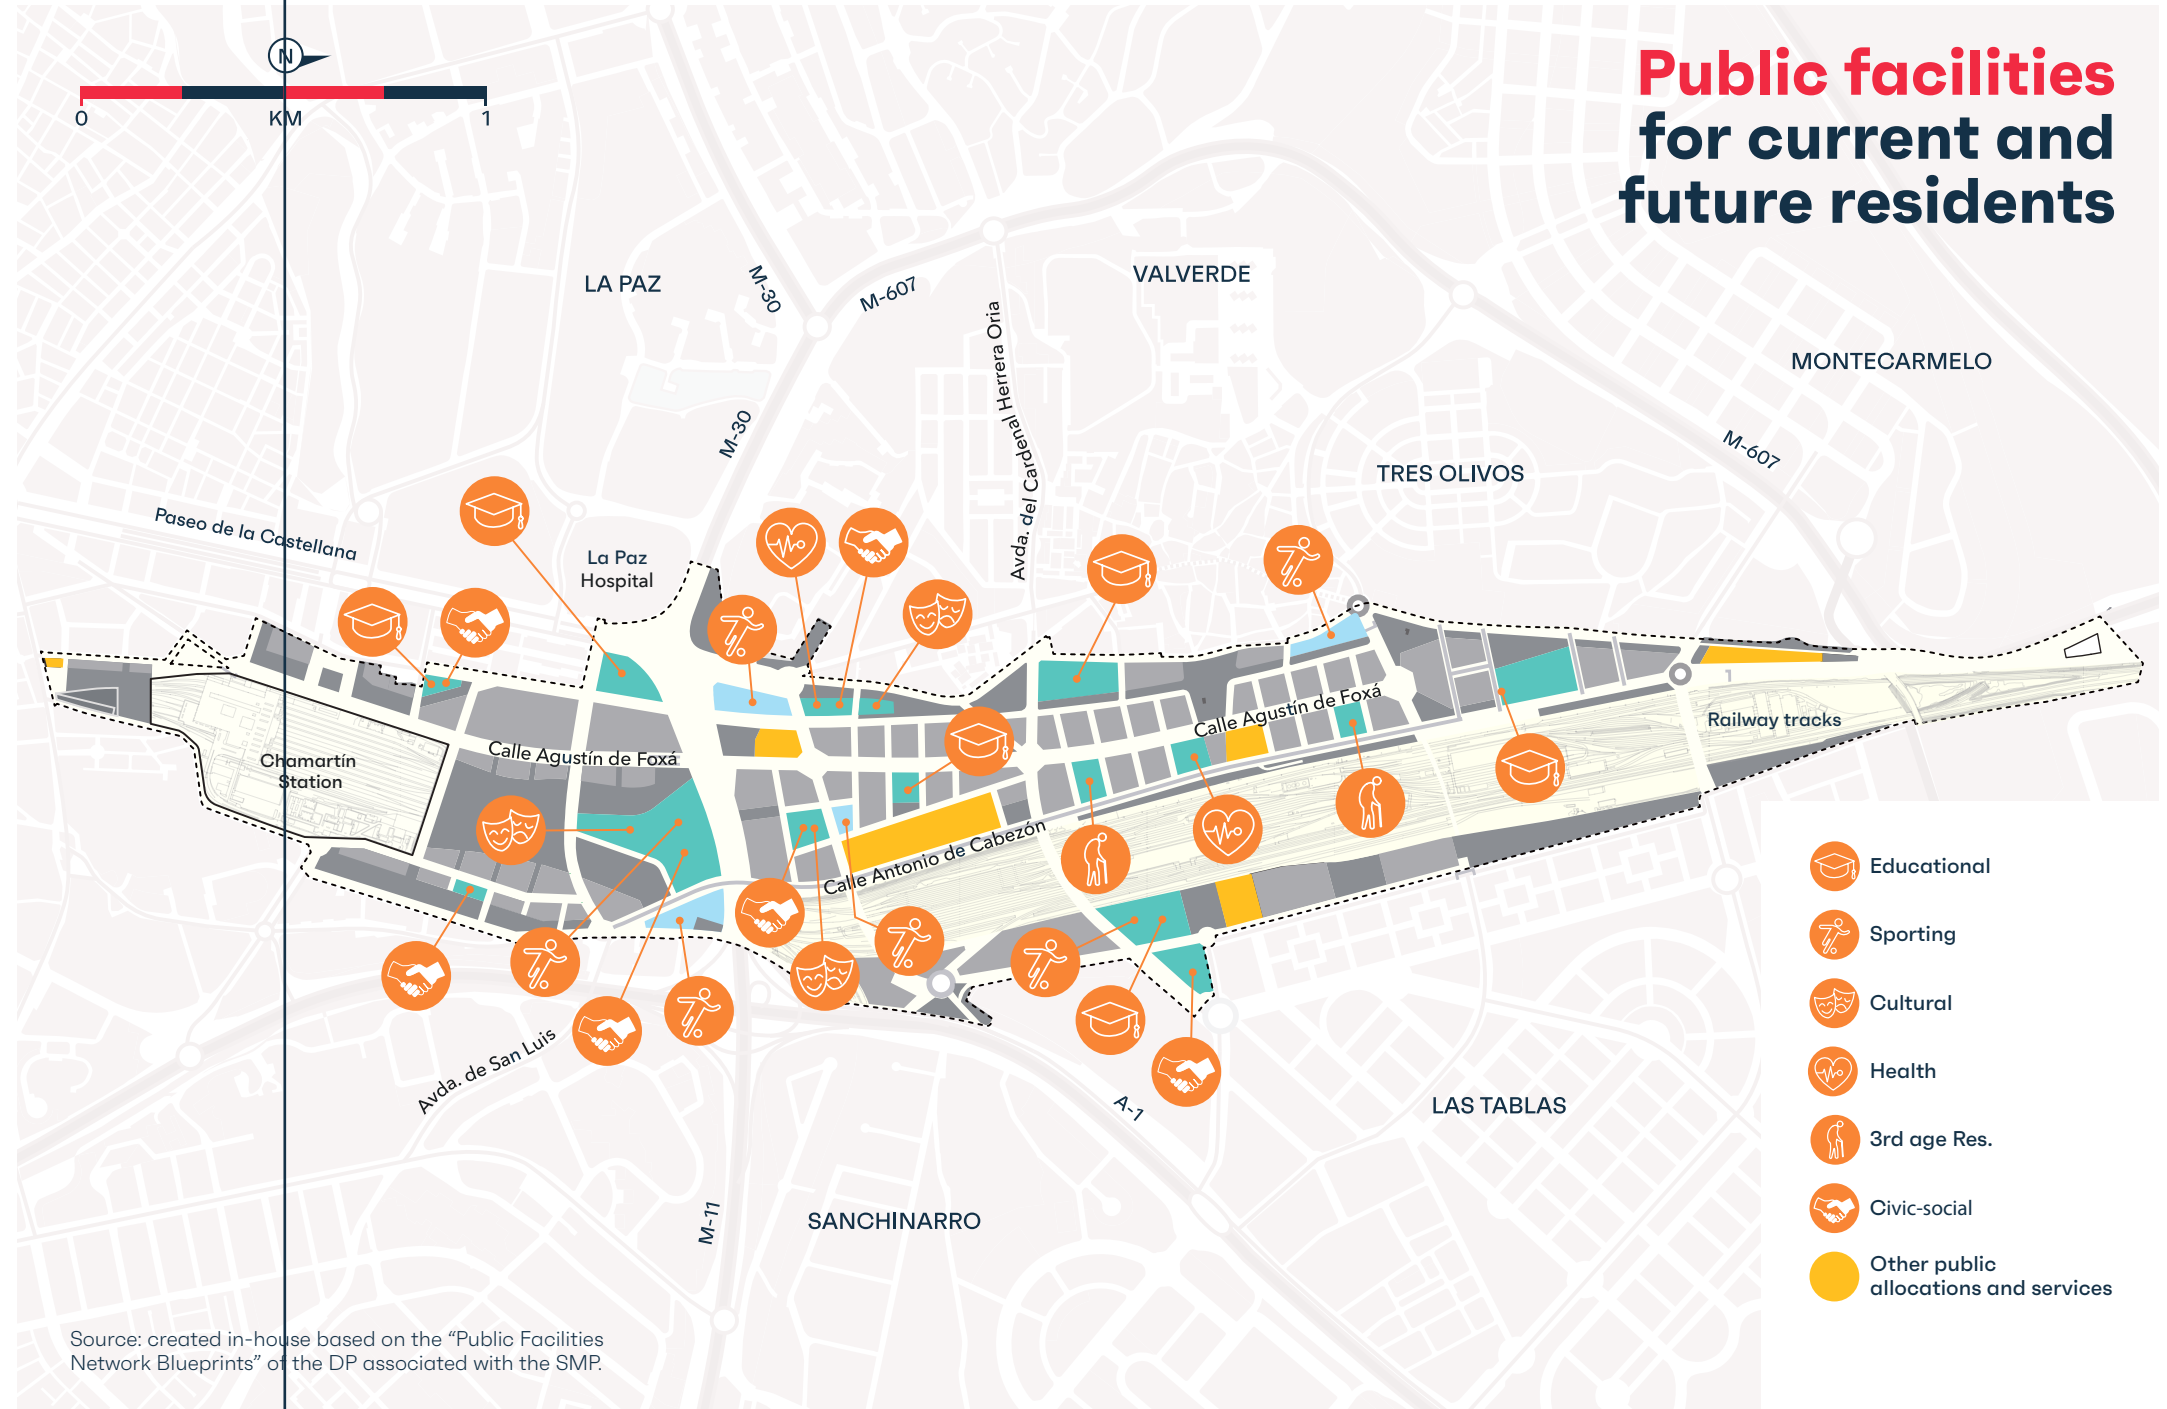 N
0
KM
1
Public facilities
for current and
future residents
LA PAZ
M-30
M-607
VALVERDE
Avda. del Cardenal Herrera Oria
MONTECARMELO
M-30
M-607
TRES OLIVOS
Paseo de la Castellana
La Paz
Hospital
Calle Agustín de Foxá
Railway tracks
Calle Agustín de Foxá
Chamartín
Station
Calle Antonio de Cabezón
Avda. de San Luis
A-1
LAS TABLAS
M-11
SANCHINARRO
Educational
Sporting
Cultural
Health
3rd age Res.
Civic-social
Other public
allocations and services
Source: created in-house based on the “Public Facilities
Network Blueprints” of the DP associated with the SMP.